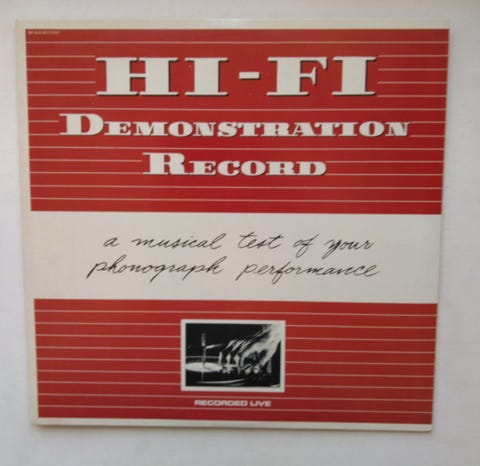 HI-FI
DEMONSTRATION
RECORD
a musical test of your
phonograph performance
RECORDED LIVE